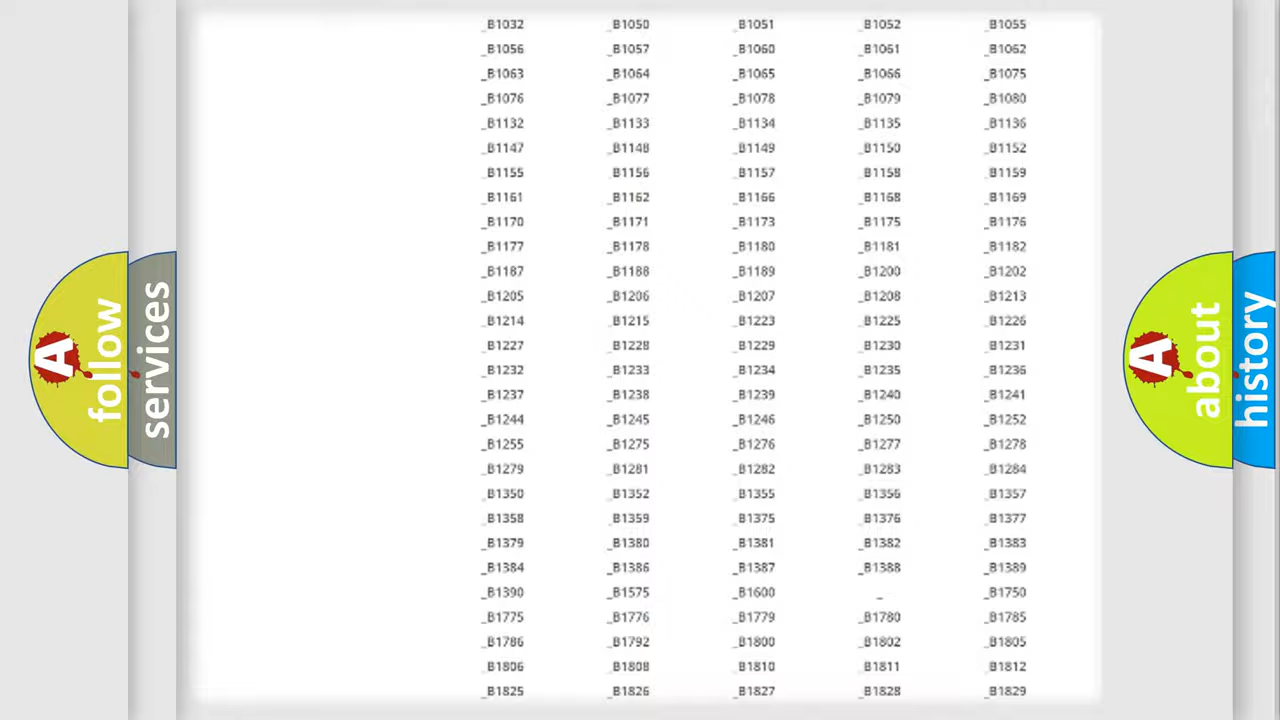 _B1032 _B1050 _B1051 _B1052 _B1055
_B1056 _B1057 _B1060 _B1061 _B1062
_B1063 _B1064 _B1065 _B1066 _B1075
_B1076 _B1077 _B1078 _B1079 _B1080
_B1132 _B1133 _B1134 _B1135 _B1136
_B1147 _B1148 _B1149 _B1150 _B1152
_B1155 _B1156 _B1157 _B1158 _B1159
_B1161 _B1162 _B1166 _B1168 _B1169
_B1170 _B1171 _B1173 _B1175 _B1176
_B1177 _B1178 _B1180 _B1181 _B1182
_B1187 _B1188 _B1189 _B1200 _B1202
_B1205 _B1206 _B1207 _B1208 _B1213
_B1214 _B1215 _B1223 _B1225 _B1226
_B1227 _B1228 _B1229 _B1230 _B1231
_B1232 _B1233 _B1234 _B1235 _B1236
_B1237 _B1238 _B1239 _B1240 _B1241
_B1244 _B1245 _B1246 _B1250 _B1252
_B1255 _B1275 _B1276 _B1277 _B1278
_B1279 _B1281 _B1282 _B1283 _B1284
_B1350 _B1352 _B1355 _B1356 _B1357
_B1358 _B1359 _B1375 _B1376 _B1377
_B1379 _B1380 _B1381 _B1382 _B1383
_B1384 _B1386 _B1387 _B1388 _B1389
_B1390 _B1575 _B1600 _ _B1750
_B1775 _B1776 _B1779 _B1780 _B1785
_B1786 _B1792 _B1800 _B1802 _B1805
_B1806 _B1808 _B1810 _B1811 _B1812
_B1825 _B1826 _B1827 _B1828 _B1829
A
follow
services
A
about
history